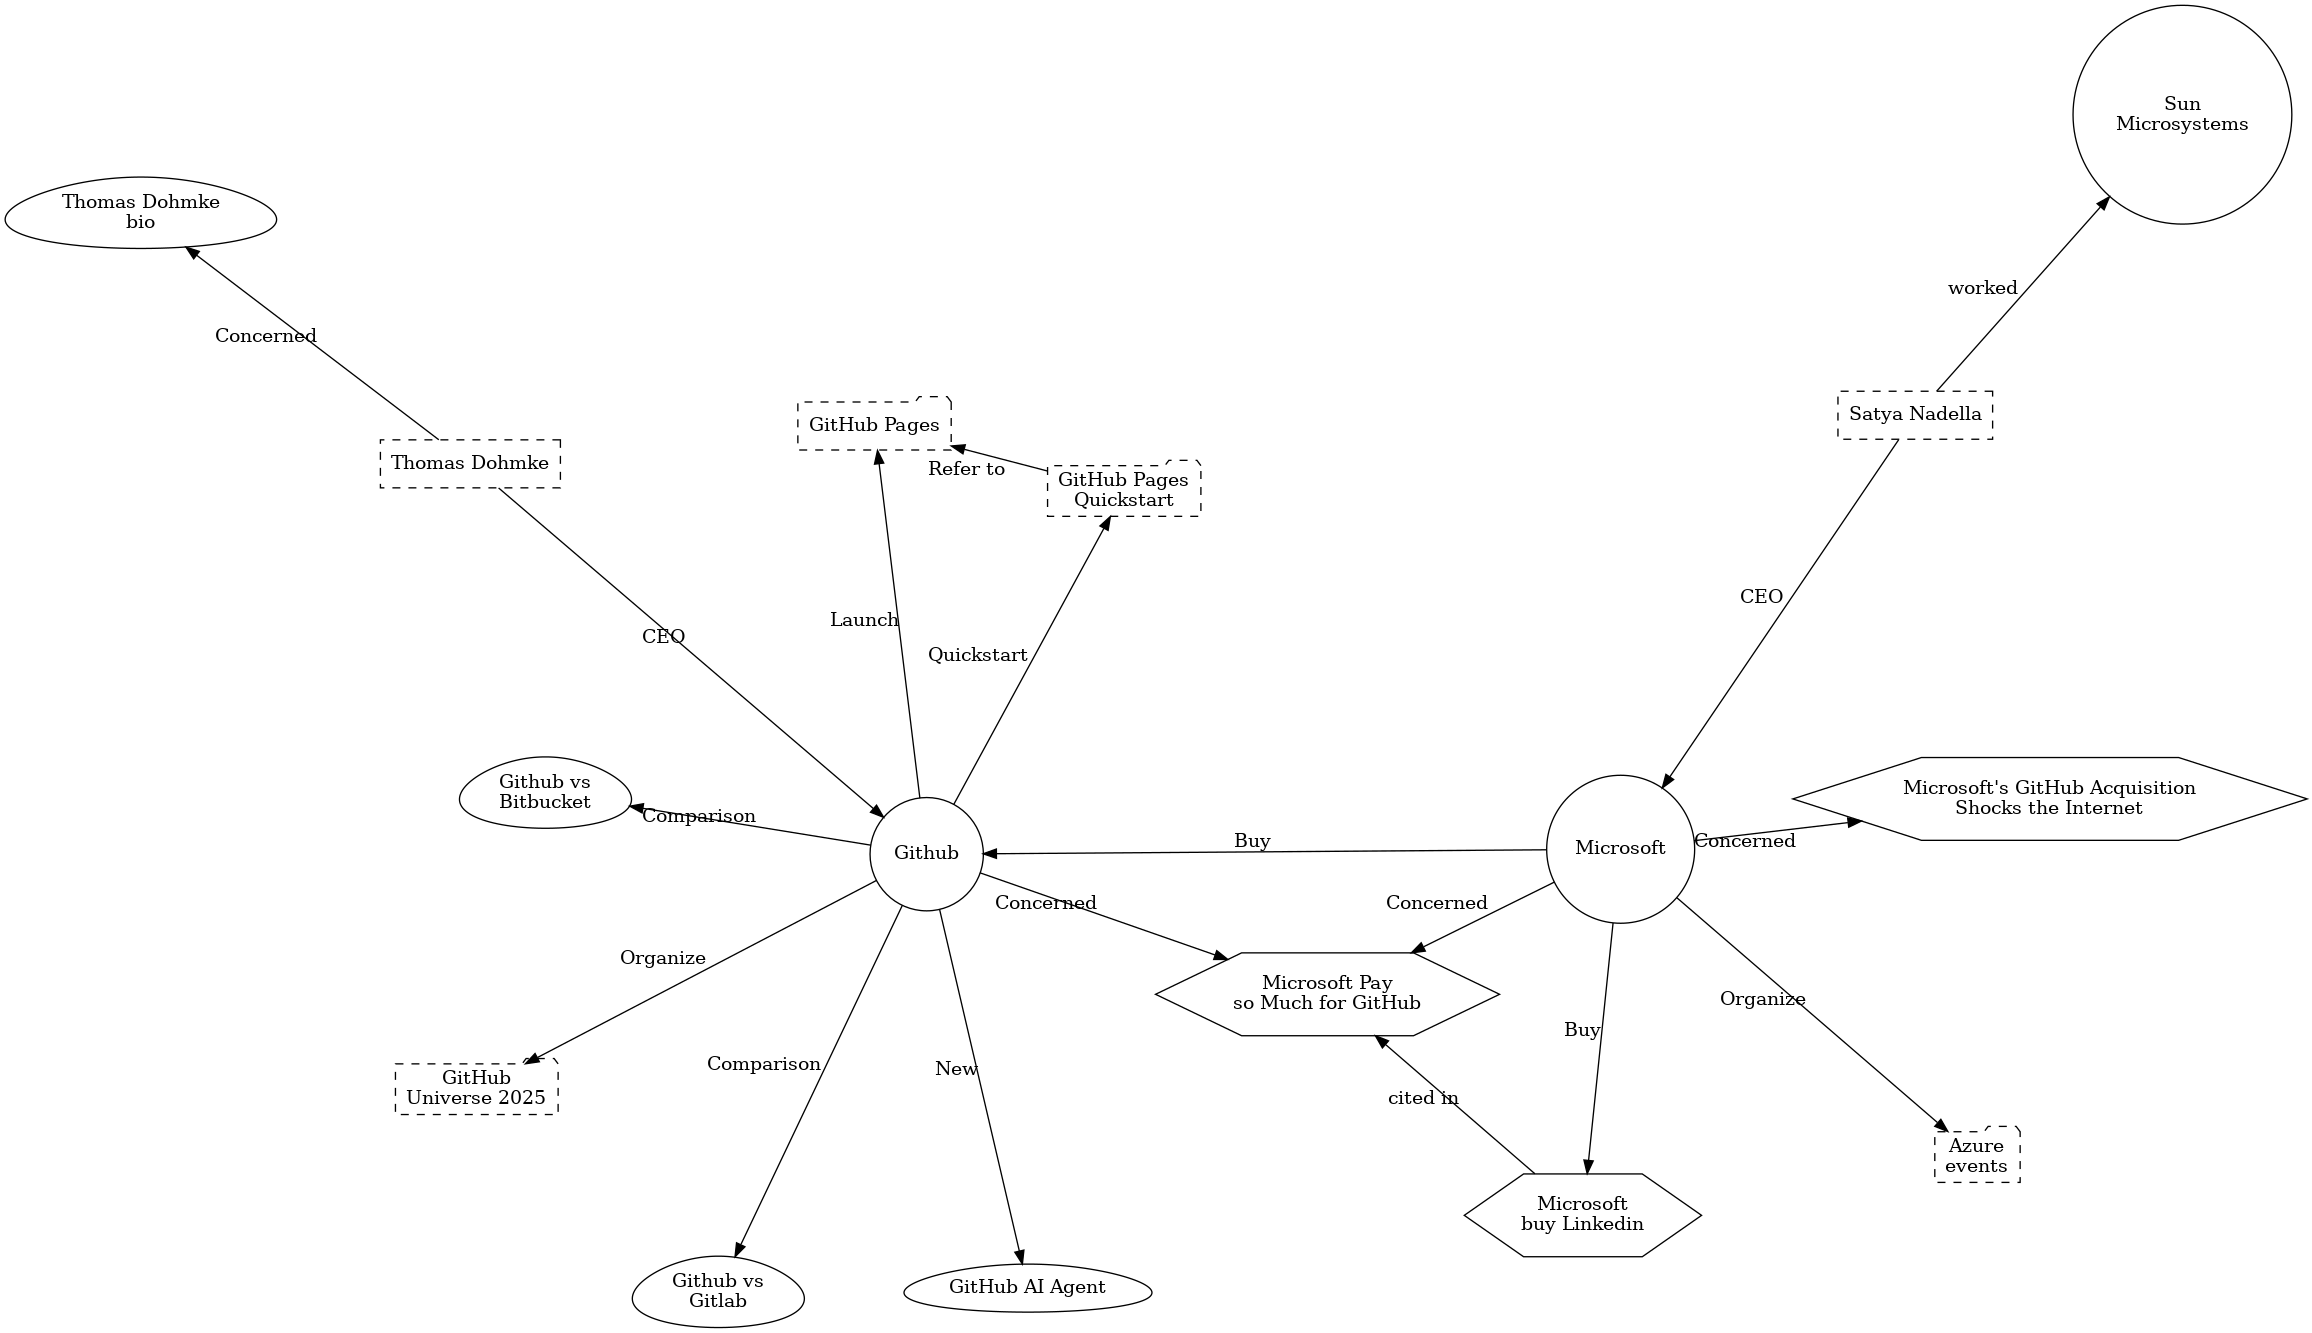 Sun
Microsystems
Thomas Dohmke
bio
worked
Concerned
GitHub Pages
Satya Nadella
Thomas Dohmke
Refer to
GitHub Pages
Quickstart
CEO
Launch
CEO
Quickstart
Github vs
Bitbucket
Comparison
Microsoft's GitHub Acquisition
Shocks the Internet
Github
Buy
Microsoft
Concerned
Concerned
Concerned
Organize
Microsoft Pay
so Much for GitHub
Organize
Buy
GitHub
Universe 2025
Comparison
New
cited in
Azure
events
Microsoft
buy Linkedin
Github vs
Gitlab
GitHub AI Agent